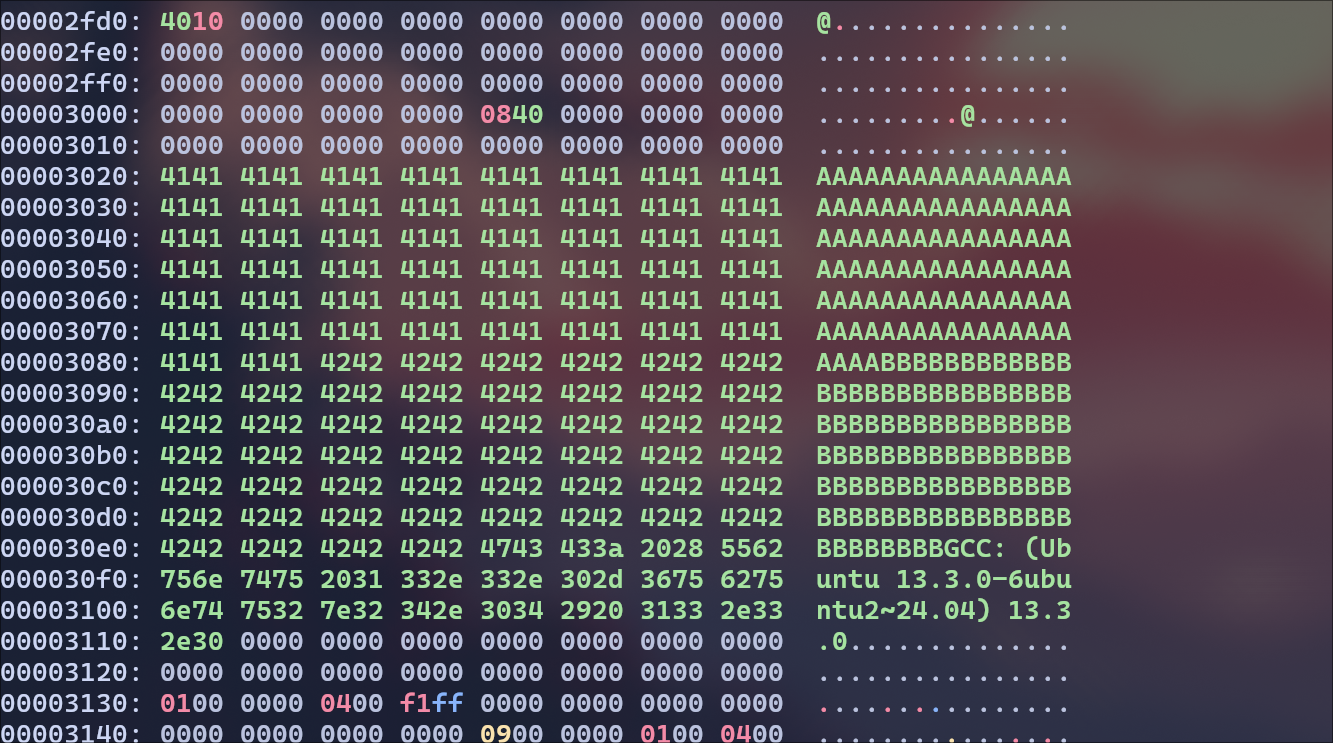 00002fd0: 4010 0000 0000 0000 0000 0000 0000 0000  @...............
00002fe0: 0000 0000 0000 0000 0000 0000 0000 0000  ................
00002ff0: 0000 0000 0000 0000 0000 0000 0000 0000  ................
00003000: 0000 0000 0000 0000 0840 0000 0000 0000  .........@......
00003010: 0000 0000 0000 0000 0000 0000 0000 0000  ................
00003020: 4141 4141 4141 4141 4141 4141 4141 4141  AAAAAAAAAAAAAAAA
00003030: 4141 4141 4141 4141 4141 4141 4141 4141  AAAAAAAAAAAAAAAA
00003040: 4141 4141 4141 4141 4141 4141 4141 4141  AAAAAAAAAAAAAAAA
00003050: 4141 4141 4141 4141 4141 4141 4141 4141  AAAAAAAAAAAAAAAA
00003060: 4141 4141 4141 4141 4141 4141 4141 4141  AAAAAAAAAAAAAAAA
00003070: 4141 4141 4141 4141 4141 4141 4141 4141  AAAAAAAAAAAAAAAA
00003080: 4141 4141 4242 4242 4242 4242 4242 4242  AAAABBBBBBBBBBBB
00003090: 4242 4242 4242 4242 4242 4242 4242 4242  BBBBBBBBBBBBBBBB
000030a0: 4242 4242 4242 4242 4242 4242 4242 4242  BBBBBBBBBBBBBBBB
000030b0: 4242 4242 4242 4242 4242 4242 4242 4242  BBBBBBBBBBBBBBBB
000030c0: 4242 4242 4242 4242 4242 4242 4242 4242  BBBBBBBBBBBBBBBB
000030d0: 4242 4242 4242 4242 4242 4242 4242 4242  BBBBBBBBBBBBBBBB
000030e0: 4242 4242 4242 4242 4743 433a 2028 5562  BBBBBBBBGCC: (Ub
000030f0: 756e 7475 2031 332e 332e 302d 3675 6275  untu 13.3.0-6ubu
00003100: 6e74 7532 7e32 342e 3034 2920 3133 2e33  ntu2~24.04) 13.3
00003110: 2e30 0000 0000 0000 0000 0000 0000 0000  .0..............
00003120: 0000 0000 0000 0000 0000 0000 0000 0000  ................
00003130: 0100 0000 0400 f1ff 0000 0000 0000 0000  ................
00003140: 0000 0000 0000 0000 0900 0000 0100 0400  ................